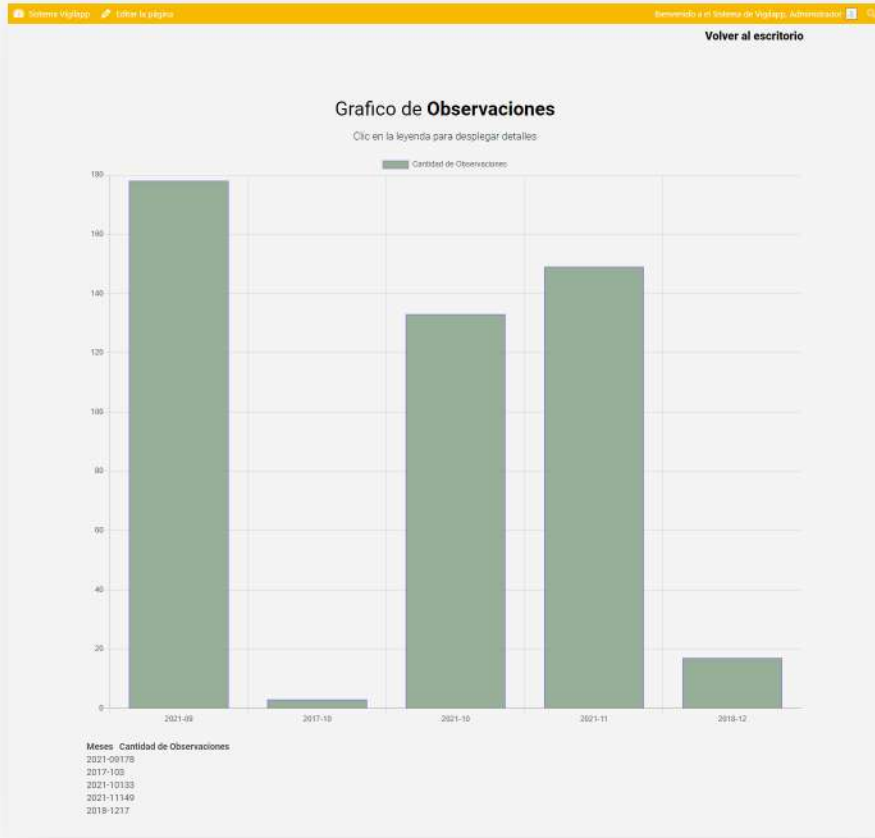 Sistema Vigilapp Editar la página Bienvenido a el Sistema de Vigilapp, Administrador
Volver al escritorio
Grafico de Observaciones
Clic en la leyenda para desplegar detalles
Cantidad de Observaciones
180
160
140
120
100
80
60
40
20
0
2021-09 2017-10 2021-10 2021-11 2018-12
Meses Cantidad de Observaciones
2021-09178
2017-103
2021-10133
2021-11149
2018-1217